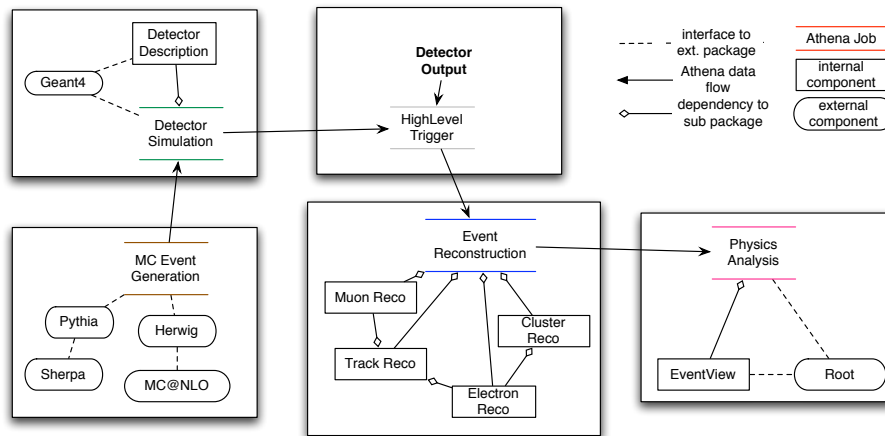 Detector
Description
Geant4
Detector
Simulation
Detector
Output
HighLevel
Trigger
interface to
ext. package
Athena data
flow
dependency to
sub package
Athena Job
internal
component
external
component
MC Event
Generation
Pythia
Herwig
Sherpa
MC@NLO
Event
Reconstruction
Muon Reco
Cluster
Reco
Track Reco
Electron
Reco
Physics
Analysis
EventView
Root